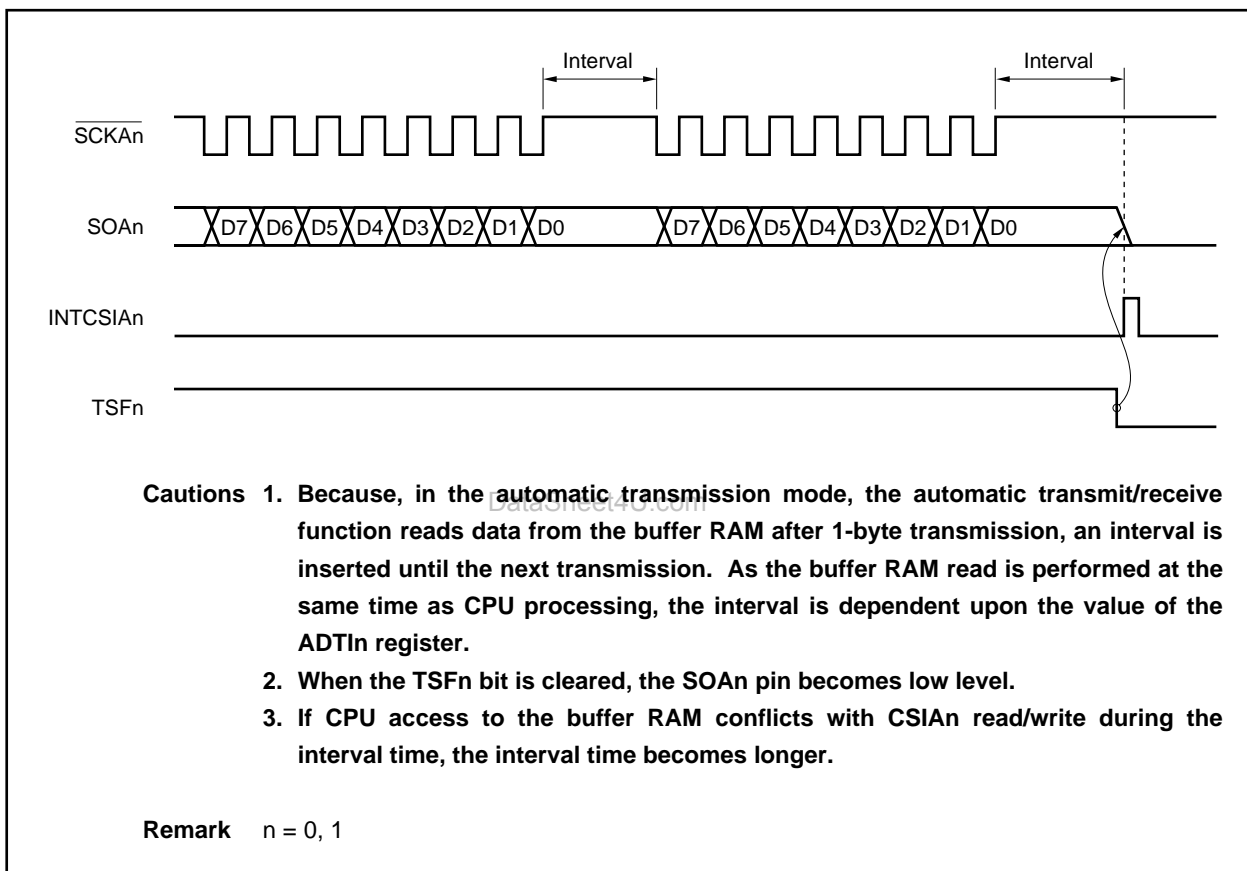 Interval Interval
SCKAn
SOAn D7 D6 D5 D4 D3 D2 D1 D0 D7 D6 D5 D4 D3 D2 D1 D0
INTCSIAn
TSFn
Cautions 1. Because, in the automatic transmission mode, the automatic transmit/receive
DataSheet4U.com
function reads data from the buffer RAM after 1-byte transmission, an interval is
inserted until the next transmission. As the buffer RAM read is performed at the
same time as CPU processing, the interval is dependent upon the value of the
ADTIn register.
2. When the TSFn bit is cleared, the SOAn pin becomes low level.
3. If CPU access to the buffer RAM conflicts with CSIAn read/write during the
interval time, the interval time becomes longer.
Remark n = 0, 1